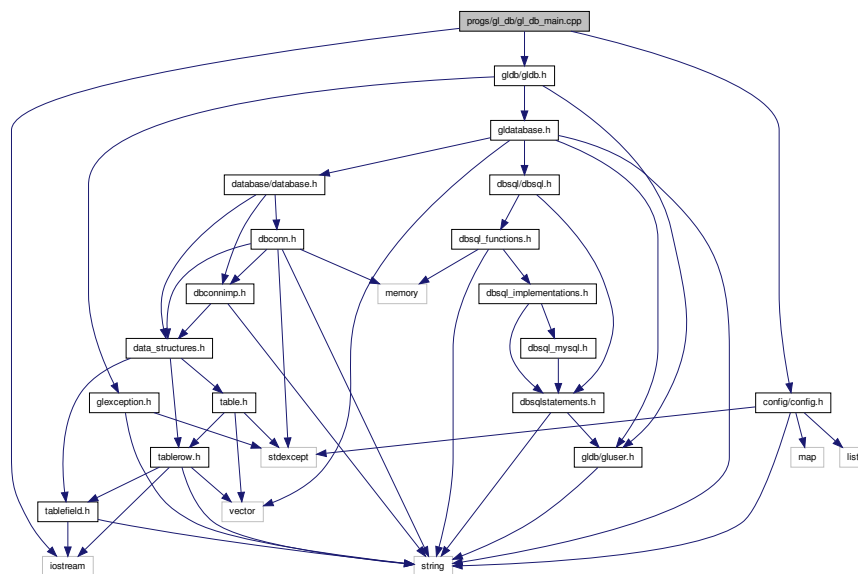 progs/gl_db/gl_db_main.cpp
gldb/gldb.h
gldatabase.h
database/database.h
dbsql/dbsql.h
dbconn.h
dbsql_functions.h
dbconnimp.h
memory
dbsql_implementations.h
data_structures.h
dbsql_mysql.h
glexception.h
table.h
dbsqlstatements.h
config/config.h
tablerow.h
stdexcept
gldb/gluser.h
map
list
tablefield.h
vector
iostream
string